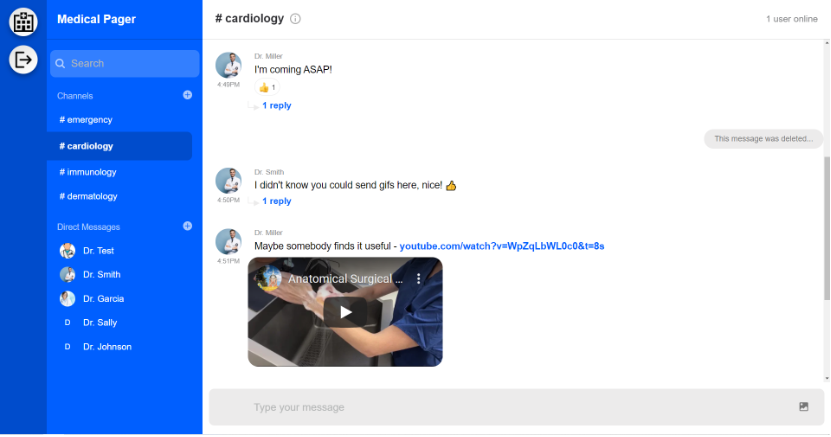 Medical Pager
Search
Channels
# emergency
# cardiology
# immunology
# dermatology
Direct Messages
Dr. Test
Dr. Smith
Dr. Garcia
D Dr. Sally
D Dr. Johnson
# cardiology
1 user online
Dr. Miller
I'm coming ASAP!
4:49PM
👍 1
1 reply
This message was deleted...
Dr. Smith
I didn't know you could send gifs here, nice! 👍
4:50PM
1 reply
Dr. Miller
Maybe somebody finds it useful - youtube.com/watch?v=WpZqLbWL0c0&t=8s
4:51PM
Anatomical Surgical ...
Type your message